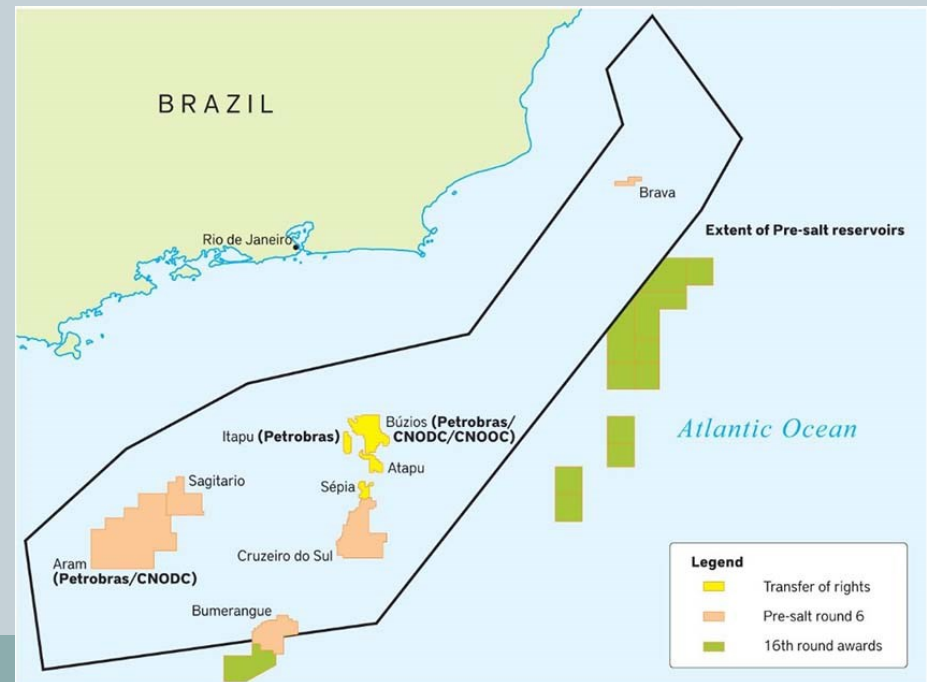 BRAZIL
Rio de Janeiro
Brava
Extent of Pre-salt reservoirs
Atlantic Ocean
Búzios (Petrobras/
CNODC/CNOOC)
Itapu (Petrobras)
Atapu
Sépia
Sagitario
Cruzeiro do Sul
Aram
(Petrobras/CNODC)
Bumerangue
Legend
Transfer of rights
Pre-salt round 6
16th round awards